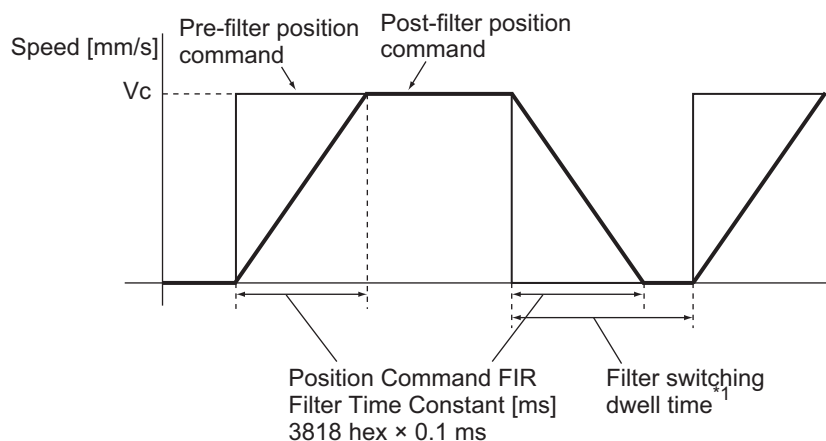 Pre-filter position
command
Post-filter position
command
Speed [mm/s]
Vc
Position Command FIR
Filter Time Constant [ms]
3818 hex × 0.1 ms
Filter switching
dwell time*1